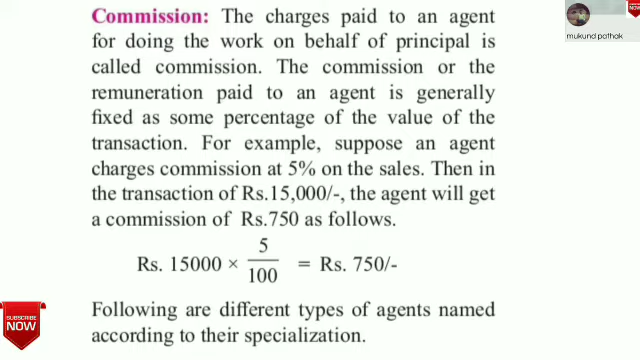 Commission: The charges paid to an agent
for doing the work on behalf of principal is
called commission. The commission or the
remuneration paid to an agent is generally
fixed as some percentage of the value of the
transaction. For example, suppose an agent
charges commission at 5% on the sales. Then in
the transaction of Rs.15,000/-, the agent will get
a commission of Rs.750 as follows.
Rs. 15000 × 5/100 = Rs. 750/-
Following are different types of agents named
according to their specialization.
mukund pathak
SUBSCRIBE
NOW
NOW